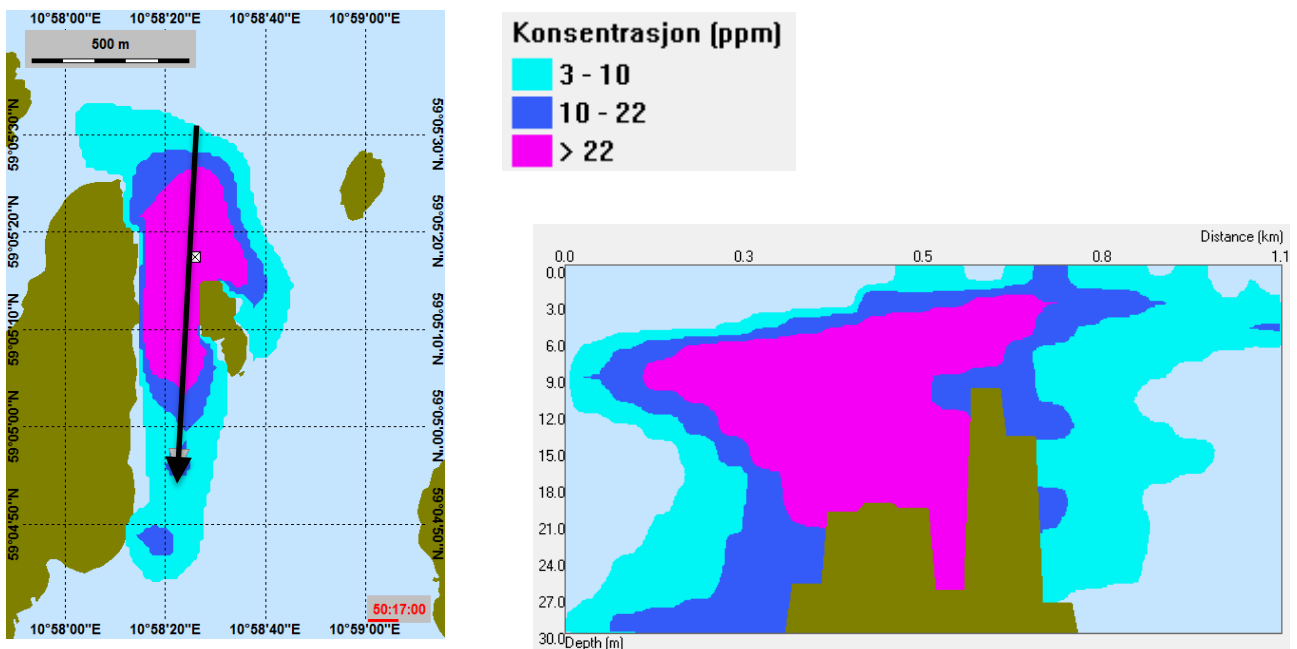 10°58'00"E 10°58'20"E 10°58'40"E 10°59'00"E
500 m
59°05'30"N 59°05'30"N
59°05'20"N 59°05'20"N
59°05'10"N 59°05'10"N
59°05'00"N 59°05'00"N
59°04'50"N 59°04'50"N
50:17:00
10°58'00"E 10°58'20"E 10°58'40"E 10°59'00"E
Konsentrasjon (ppm)
3 - 10
10 - 22
> 22
Distance (km)
0.0 0.3 0.5 0.8 1.1
0.0
3.0
6.0
9.0
12.0
15.0
18.0
21.0
24.0
27.0
30.0
Depth (m)